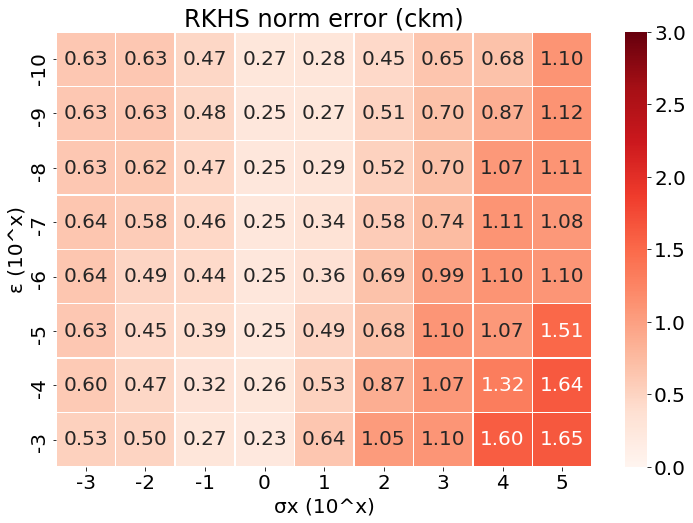 RKHS norm error (ckm)
ε (10^x)
-10 0.63 0.63 0.47 0.27 0.28 0.45 0.65 0.68 1.10
-9 0.63 0.63 0.48 0.25 0.27 0.51 0.70 0.87 1.12
-8 0.63 0.62 0.47 0.25 0.29 0.52 0.70 1.07 1.11
-7 0.64 0.58 0.46 0.25 0.34 0.58 0.74 1.11 1.08
-6 0.64 0.49 0.44 0.25 0.36 0.69 0.99 1.10 1.10
-5 0.63 0.45 0.39 0.25 0.49 0.68 1.10 1.07 1.51
-4 0.60 0.47 0.32 0.26 0.53 0.87 1.07 1.32 1.64
-3 0.53 0.50 0.27 0.23 0.64 1.05 1.10 1.60 1.65
-3 -2 -1 0 1 2 3 4 5
σx (10^x)
3.0
2.5
2.0
1.5
1.0
0.5
0.0